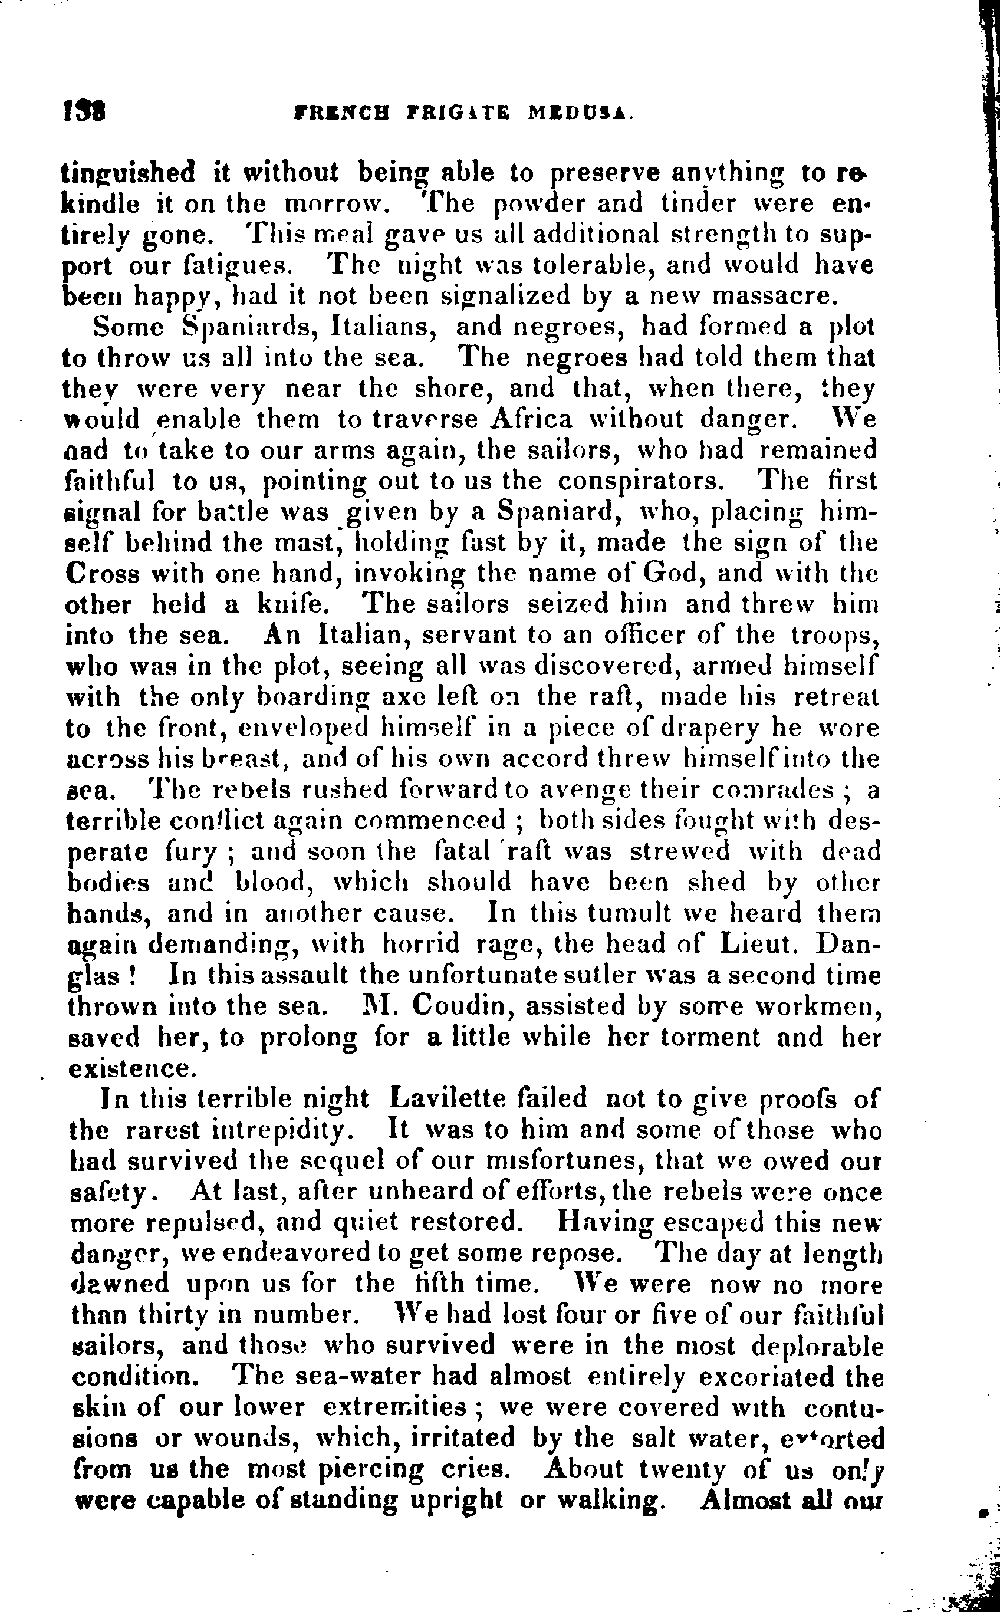 138 FRENCH FRIGATE MEDUSA.
tinguished it without being able to preserve anything to re-
kindle it on the morrow. The powder and tinder were en-
tirely gone. This meal gave us all additional strength to sup-
port our fatigues. The night was tolerable, and would have
been happy, had it not been signalized by a new massacre.
Some Spaniards, Italians, and negroes, had formed a plot
to throw us all into the sea. The negroes had told them that
they were very near the shore, and that, when there, they
would enable them to traverse Africa without danger. We
had to take to our arms again, the sailors, who had remained
faithful to us, pointing out to us the conspirators. The first
signal for battle was given by a Spaniard, who, placing him-
self behind the mast, holding fast by it, made the sign of the
Cross with one hand, invoking the name of God, and with the
other held a knife. The sailors seized him and threw him
into the sea. An Italian, servant to an officer of the troops,
who was in the plot, seeing all was discovered, armed himself
with the only boarding axe left on the raft, made his retreat
to the front, enveloped himself in a piece of drapery he wore
across his breast, and of his own accord threw himself into the
sea. The rebels rushed forward to avenge their comrades ; a
terrible conflict again commenced ; both sides fought with des-
perate fury ; and soon the fatal raft was strewed with dead
bodies and blood, which should have been shed by other
hands, and in another cause. In this tumult we heard them
again demanding, with horrid rage, the head of Lieut. Dan-
glas ! In this assault the unfortunate sutler was a second time
thrown into the sea. M. Coudin, assisted by some workmen,
saved her, to prolong for a little while her torment and her
existence.
In this terrible night Lavilette failed not to give proofs of
the rarest intrepidity. It was to him and some of those who
had survived the sequel of our misfortunes, that we owed our
safety. At last, after unheard of efforts, the rebels were once
more repulsed, and quiet restored. Having escaped this new
danger, we endeavored to get some repose. The day at length
dawned upon us for the fifth time. We were now no more
than thirty in number. We had lost four or five of our faithful
sailors, and those who survived were in the most deplorable
condition. The sea-water had almost entirely excoriated the
skin of our lower extremities ; we were covered with contu-
sions or wounds, which, irritated by the salt water, extorted
from us the most piercing cries. About twenty of us only
were capable of standing upright or walking. Almost all our